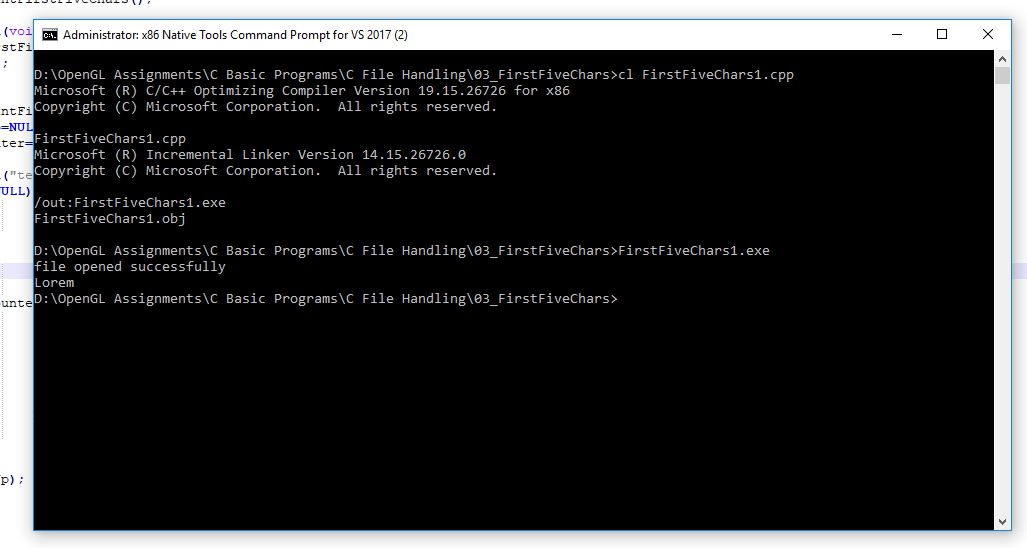 Administrator: x86 Native Tools Command Prompt for VS 2017 (2)
D:\OpenGL Assignments\C Basic Programs\C File Handling\03_FirstFiveChars>cl FirstFiveChars1.cpp
Microsoft (R) C/C++ Optimizing Compiler Version 19.15.26726 for x86
Copyright (C) Microsoft Corporation.  All rights reserved.
FirstFiveChars1.cpp
Microsoft (R) Incremental Linker Version 14.15.26726.0
Copyright (C) Microsoft Corporation.  All rights reserved.
/out:FirstFiveChars1.exe
FirstFiveChars1.obj
D:\OpenGL Assignments\C Basic Programs\C File Handling\03_FirstFiveChars>FirstFiveChars1.exe
file opened successfully
Lorem
D:\OpenGL Assignments\C Basic Programs\C File Handling\03_FirstFiveChars>
(voi
stFi
;
ntFi
=NUL
ter=
("te
ULL)
ounte
p);